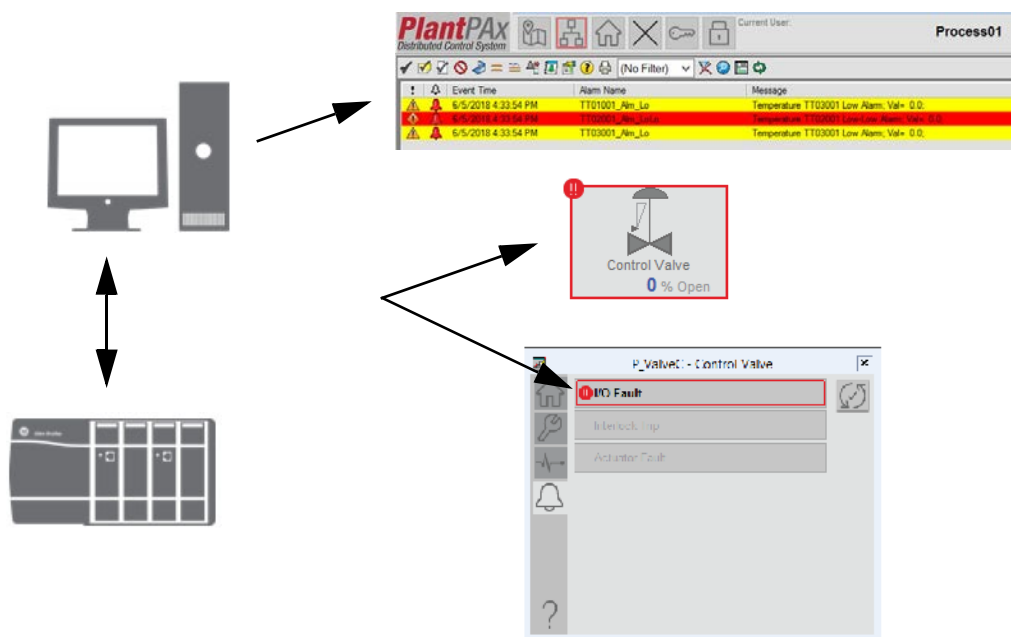 PlantPAx
Distributed Control System
Current User:
Process01
(No Filter)
! Event Time Alarm Name Message
6/5/2018 4:33:54 PM TT01001_Alm_Lo Temperature TT03001 Low Alarm; Val= 0.0;
6/5/2018 4:33:54 PM TT02001_Alm_LoLo Temperature TT02001 Low-Low Alarm; Val= 0.0;
6/5/2018 4:33:54 PM TT03001_Alm_Lo Temperature TT03001 Low Alarm; Val= 0.0;
!!
Control Valve
0 % Open
P_ValveC - Control Valve
!! I/O Fault
Interlock Trip
Actuator Fault
?